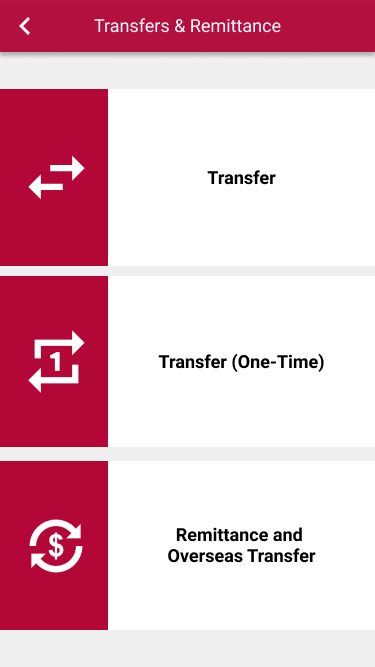 Transfers & Remittance
Transfer
1
Transfer (One-Time)
$
Remittance and
Overseas Transfer